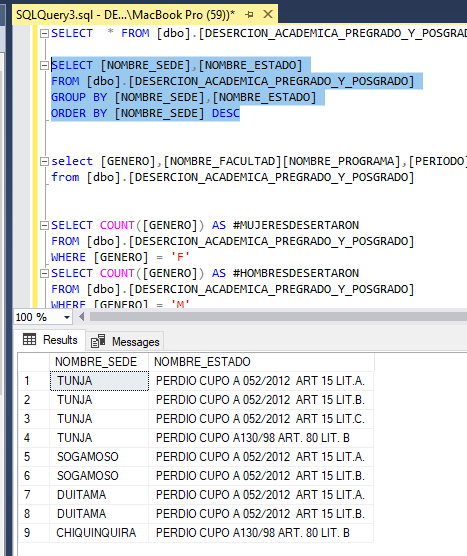 SQLQuery3.sql - DE...\MacBook Pro (59))*
SELECT * FROM [dbo].[DESERCION_ACADEMICA_PREGRADO_Y_POSGRA
SELECT [NOMBRE_SEDE],[NOMBRE_ESTADO]
FROM [dbo].[DESERCION_ACADEMICA_PREGRADO_Y_POSGRADO]
GROUP BY [NOMBRE_SEDE],[NOMBRE_ESTADO]
ORDER BY [NOMBRE_SEDE] DESC
select [GENERO],[NOMBRE_FACULTAD][NOMBRE_PROGRAMA],[PERIODO]
from [dbo].[DESERCION_ACADEMICA_PREGRADO_Y_POSGRADO]
SELECT COUNT([GENERO]) AS #MUJERESDESERTARON
FROM [dbo].[DESERCION_ACADEMICA_PREGRADO_Y_POSGRADO]
WHERE [GENERO] = 'F'
SELECT COUNT([GENERO]) AS #HOMBRESDESERTARON
FROM [dbo].[DESERCION_ACADEMICA_PREGRADO_Y_POSGRADO]
WHERE [GENERO] = 'M'
100 %
Results Messages
NOMBRE_SEDE NOMBRE_ESTADO
1 TUNJA PERDIO CUPO A 052/2012 ART 15 LIT.A.
2 TUNJA PERDIO CUPO A 052/2012 ART 15 LIT.B.
3 TUNJA PERDIO CUPO A 052/2012 ART 15 LIT.C.
4 TUNJA PERDIO CUPO A130/98 ART. 80 LIT. B
5 SOGAMOSO PERDIO CUPO A 052/2012 ART 15 LIT.A.
6 SOGAMOSO PERDIO CUPO A 052/2012 ART 15 LIT.B.
7 DUITAMA PERDIO CUPO A 052/2012 ART 15 LIT.A.
8 DUITAMA PERDIO CUPO A 052/2012 ART 15 LIT.B.
9 CHIQUINQUIRA PERDIO CUPO A130/98 ART. 80 LIT. B